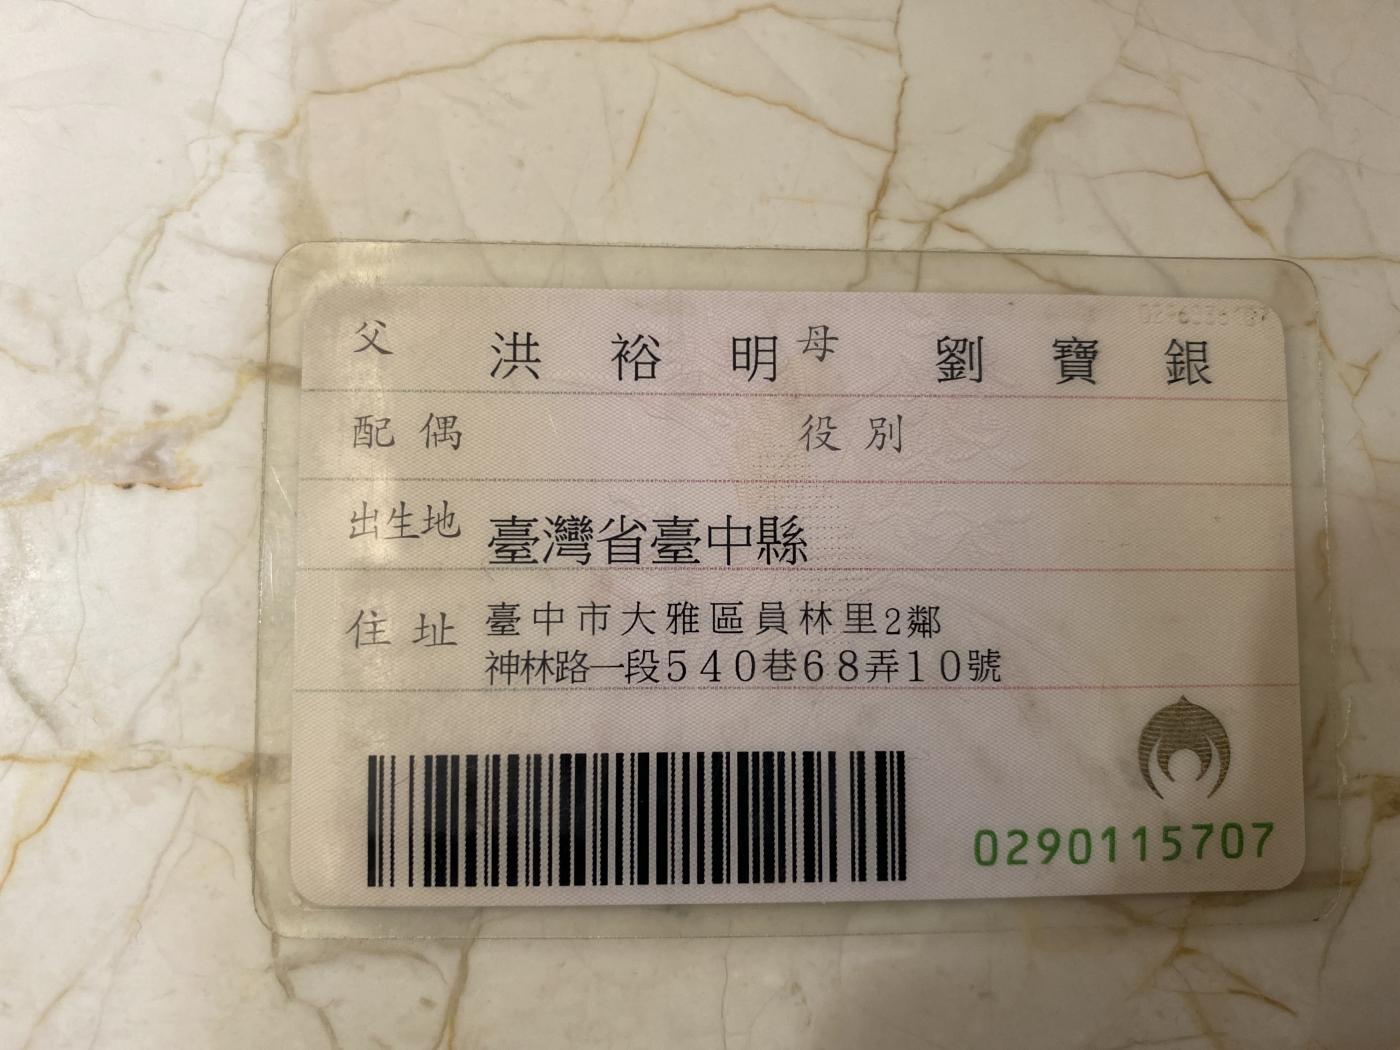 父 洪裕明 母 劉寶銀
配偶 役別
出生地 臺灣省臺中縣
住址 臺中市大雅區員林里2鄰
神林路一段540巷68弄10號
0290115707